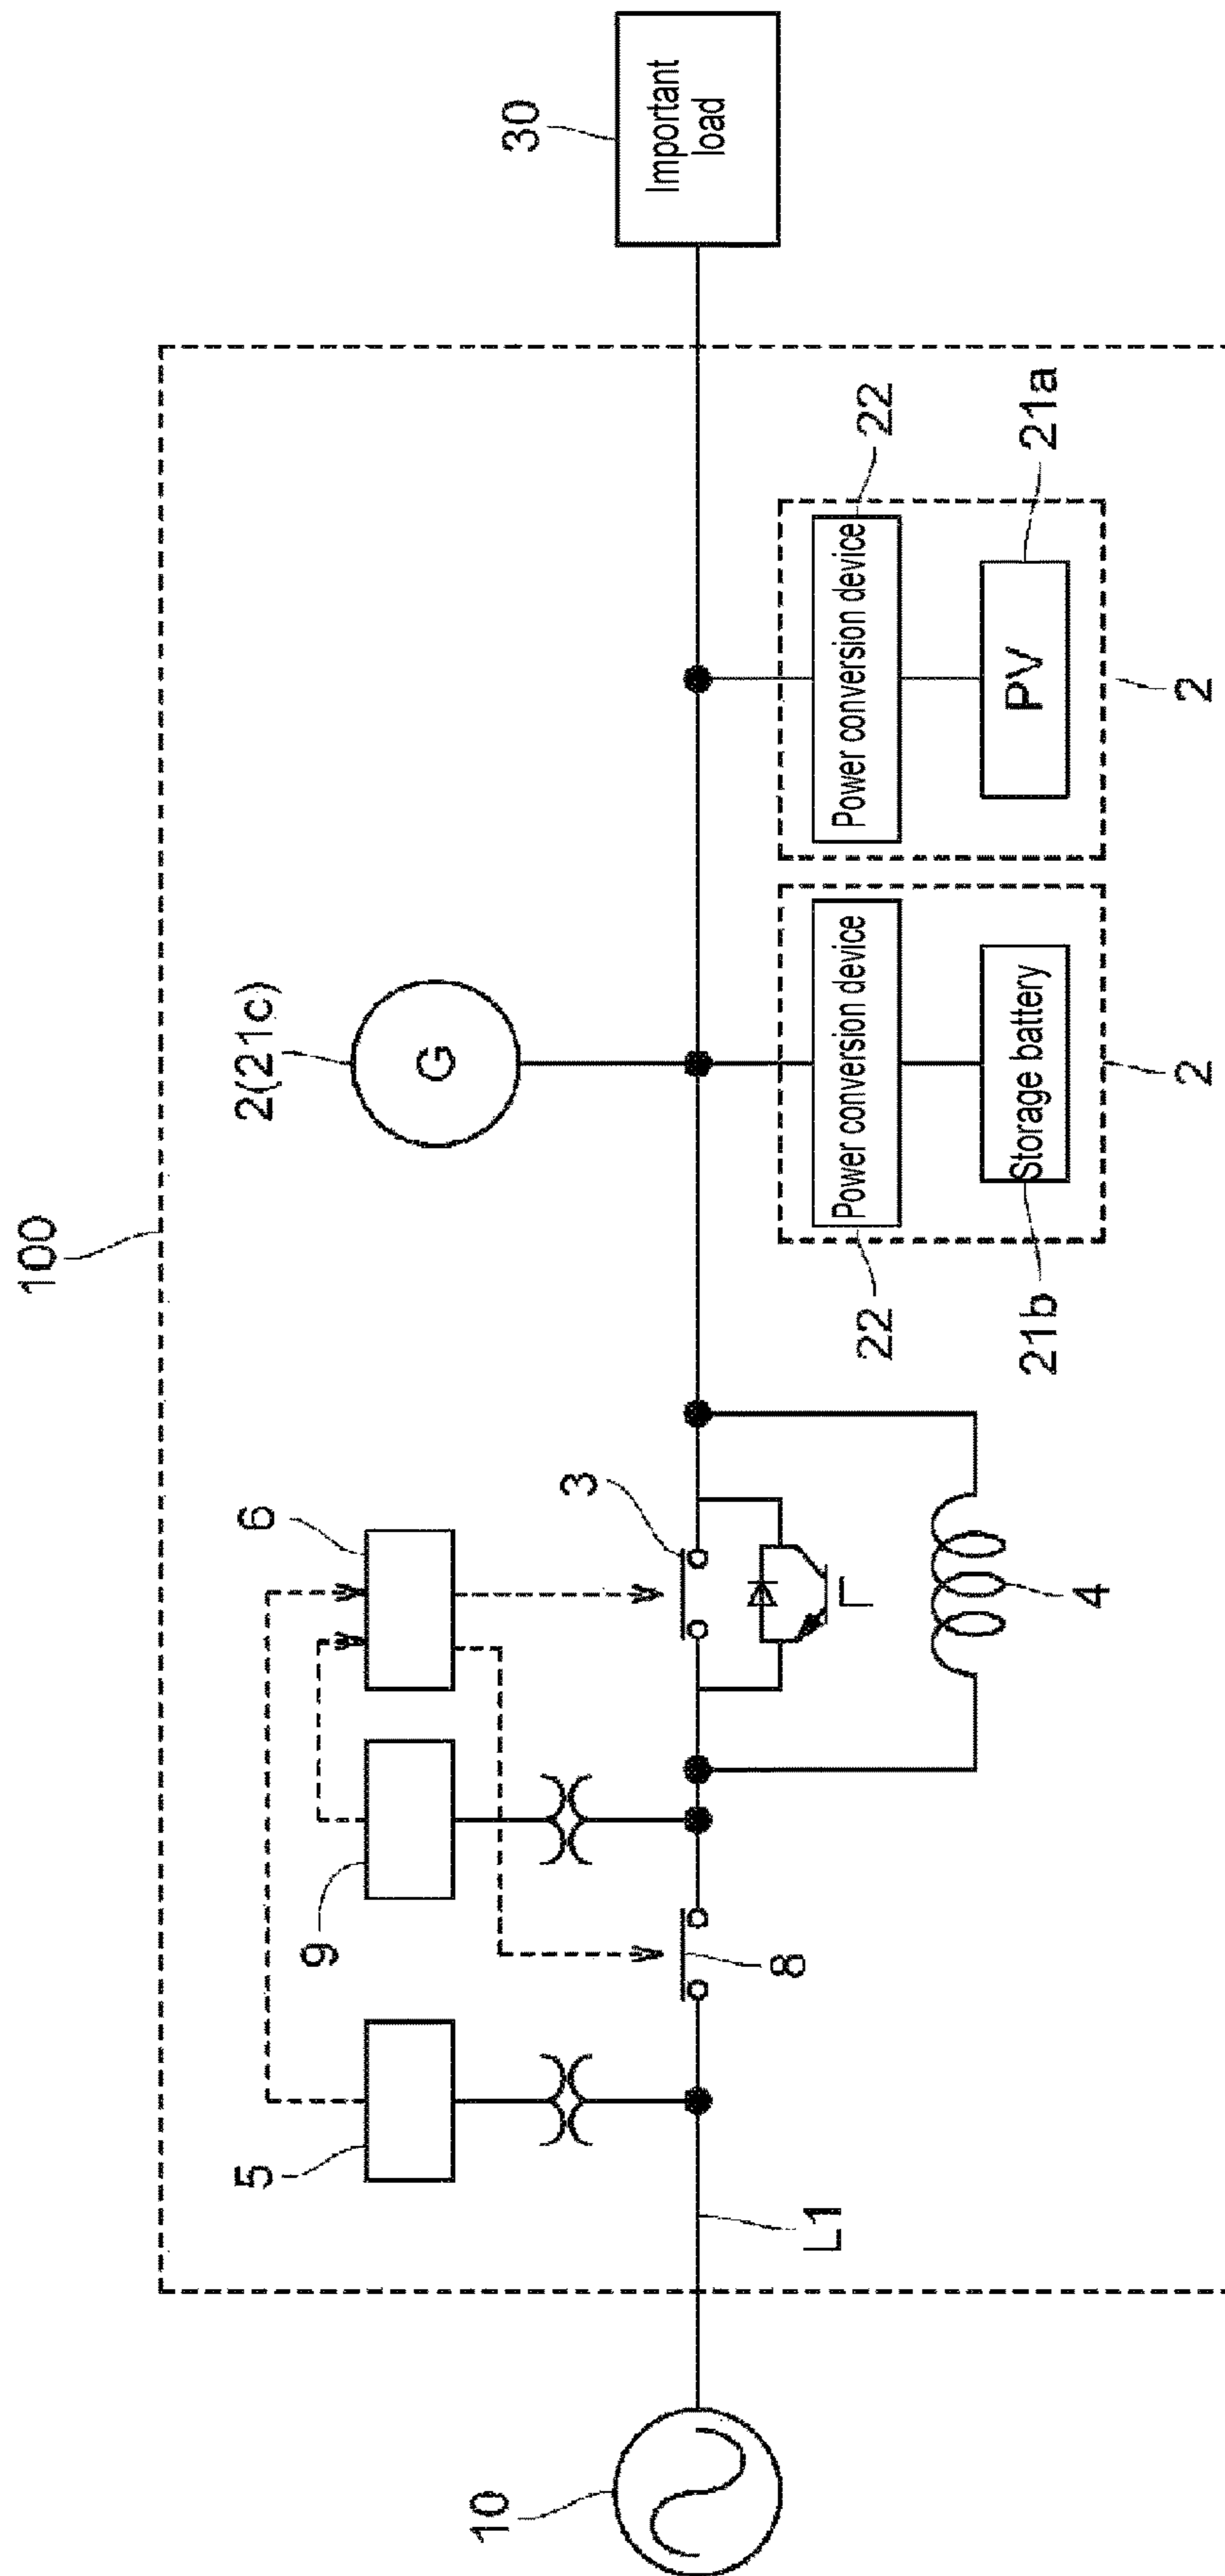 100
10
L1
5
9
8
6
3
4
2(21c)
G
22
Power conversion device
21b
Storage battery
2
22
Power conversion device
21a
PV
2
30
Important
load